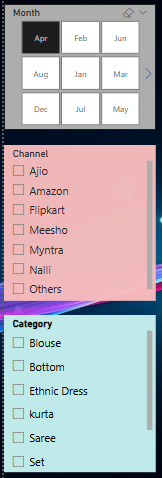 Month
Apr Feb Jun
Aug Jan Mar
Dec Jul May
Channel
Ajio
Amazon
Flipkart
Meesho
Myntra
Nalli
Others
Category
Blouse
Bottom
Ethnic Dress
kurta
Saree
Set